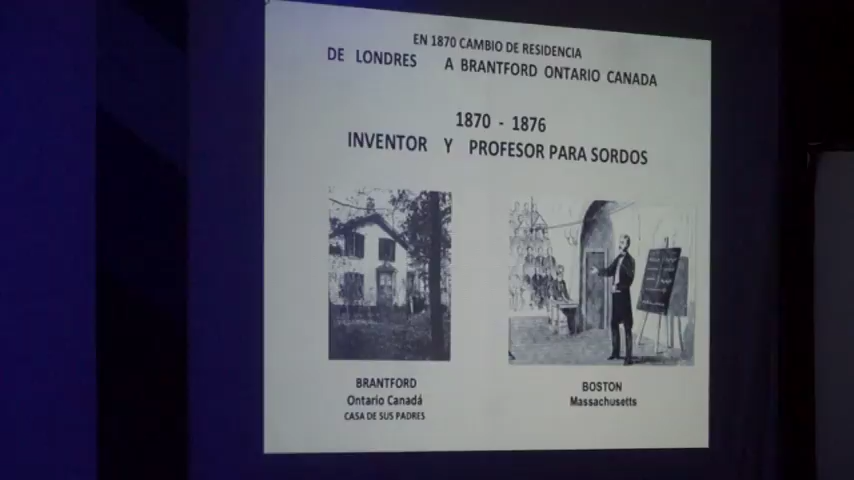 EN 1870 CAMBIO DE RESIDENCIA
DE LONDRES A BRANTFORD ONTARIO CANADA
1870 - 1876
INVENTOR Y PROFESOR PARA SORDOS
BRANTFORD
Ontario Canadá
CASA DE SUS PADRES
BOSTON
Massachusetts